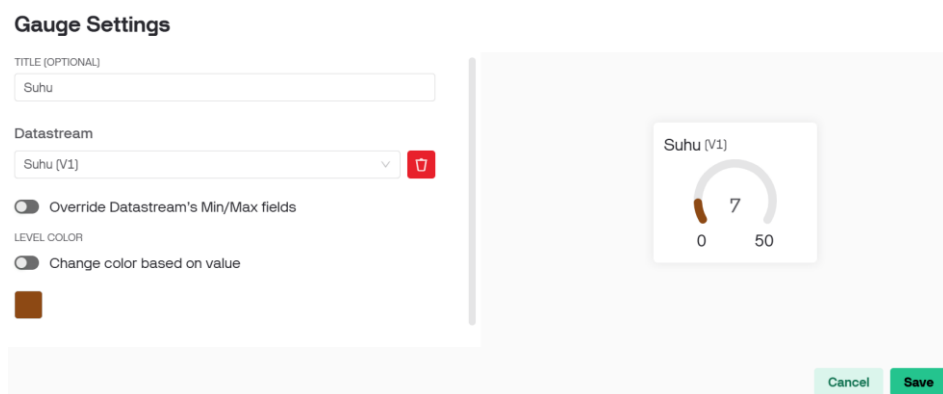 Gauge Settings
TITLE (OPTIONAL)
Suhu
Datastream
Suhu (V1)
Override Datastream's Min/Max fields
LEVEL COLOR
Change color based on value
Suhu (V1)
7
0 50
Cancel Save